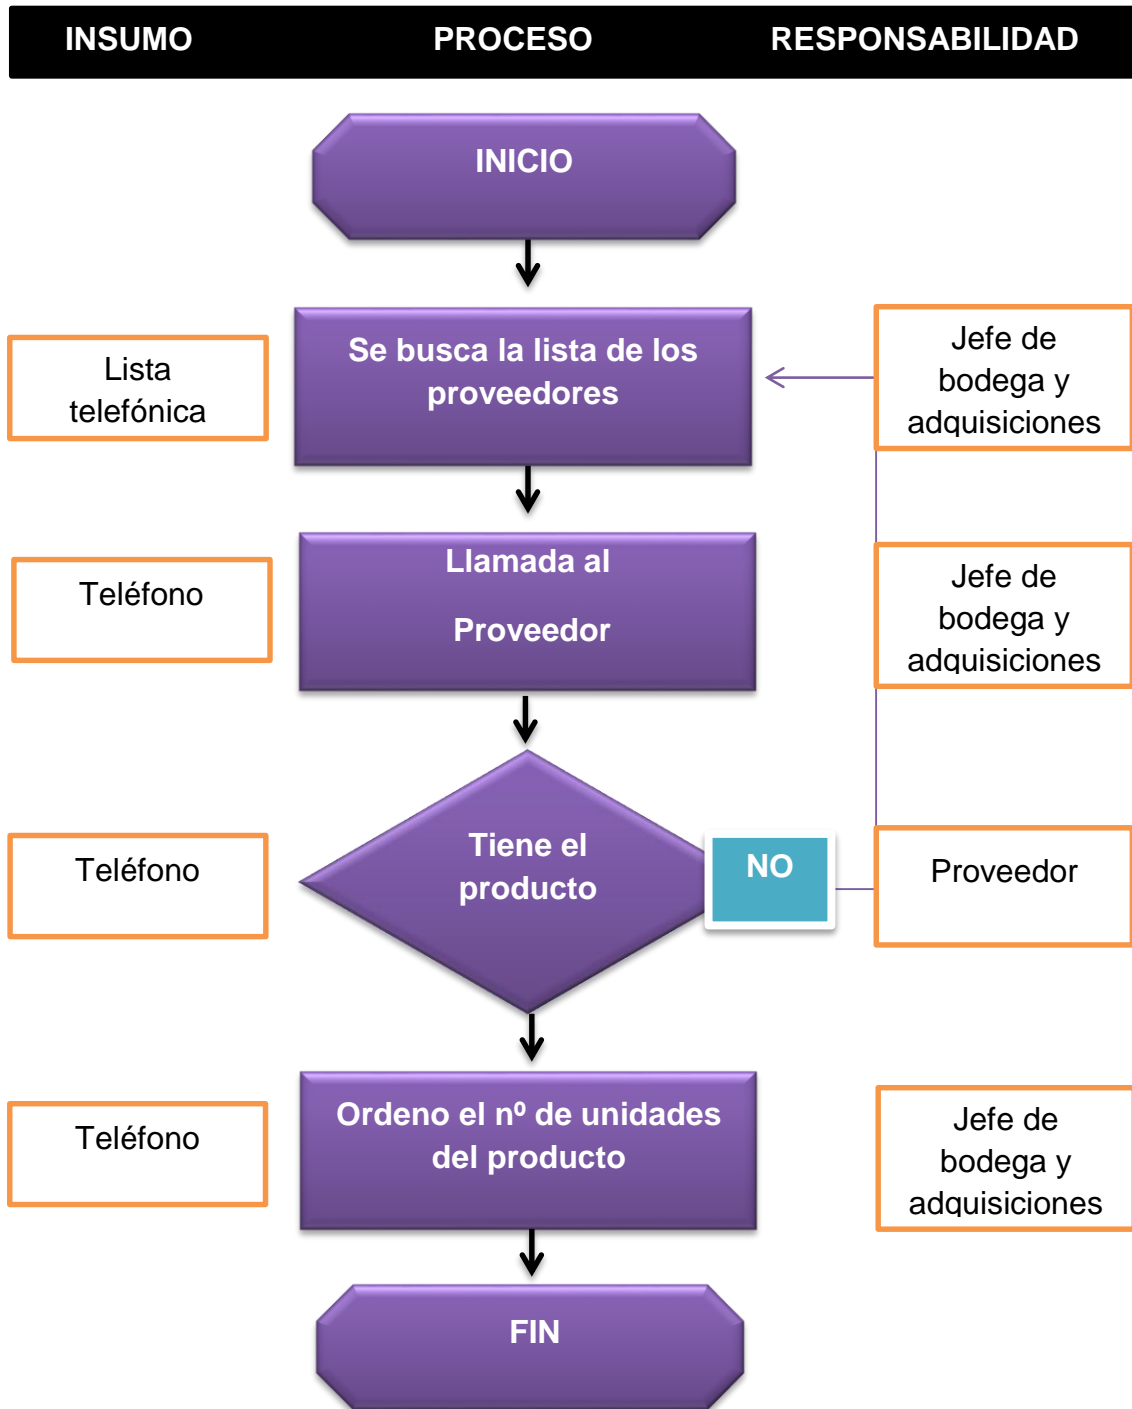 INSUMO PROCESO RESPONSABILIDAD
INICIO
Lista
telefónica
Se busca la lista de los
proveedores
Jefe de
bodega y
adquisiciones
Teléfono
Llamada al
Proveedor
Jefe de
bodega y
adquisiciones
Teléfono
Tiene el
producto
NO
Proveedor
Teléfono
Ordeno el nº de unidades
del producto
Jefe de
bodega y
adquisiciones
FIN